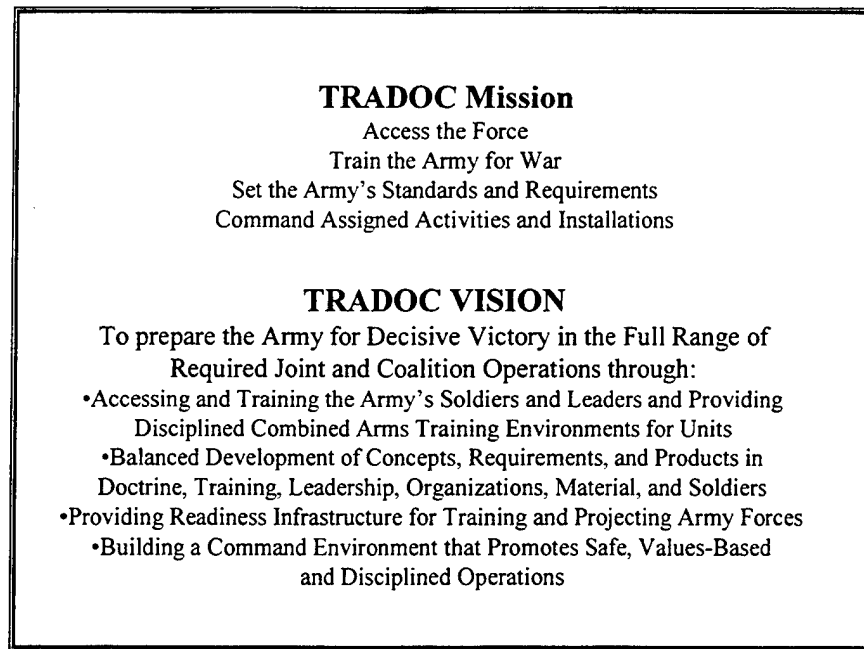 TRADOC Mission
Access the Force
Train the Army for War
Set the Army's Standards and Requirements
Command Assigned Activities and Installations
TRADOC VISION
To prepare the Army for Decisive Victory in the Full Range of
Required Joint and Coalition Operations through:
•Accessing and Training the Army's Soldiers and Leaders and Providing
Disciplined Combined Arms Training Environments for Units
•Balanced Development of Concepts, Requirements, and Products in
Doctrine, Training, Leadership, Organizations, Material, and Soldiers
•Providing Readiness Infrastructure for Training and Projecting Army Forces
•Building a Command Environment that Promotes Safe, Values-Based
and Disciplined Operations